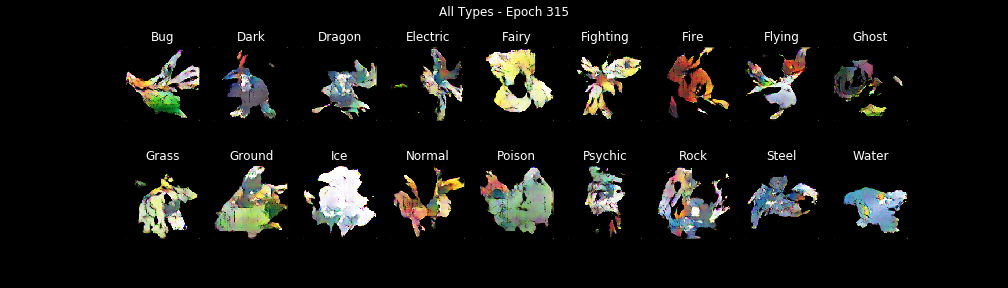 All Types - Epoch 315
Bug Dark Dragon Electric Fairy Fighting Fire Flying Ghost
Grass Ground Ice Normal Poison Psychic Rock Steel Water